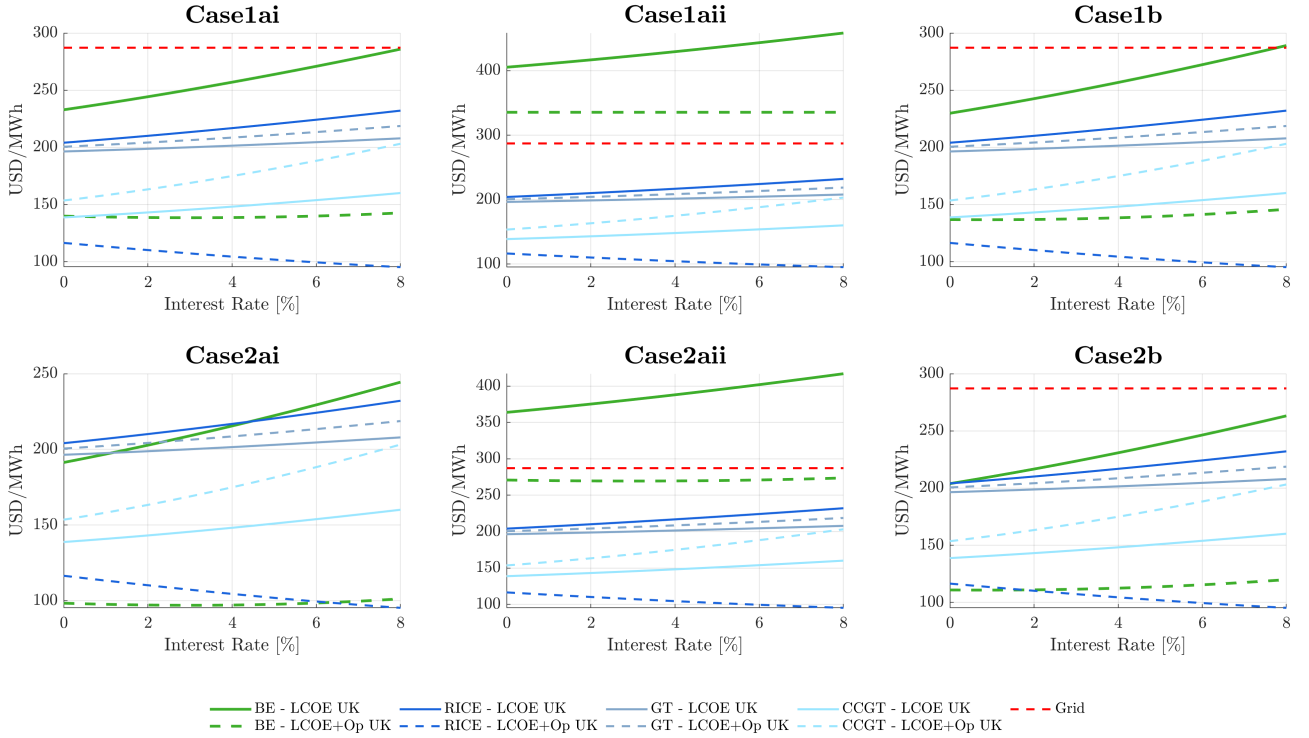 Case1ai
Case1aii
Case1b
300
250
200
150
100
USD/MWh
0 2 4 6 8
Interest Rate [%]
400
300
200
100
USD/MWh
0 2 4 6 8
Interest Rate [%]
300
250
200
150
100
USD/MWh
0 2 4 6 8
Interest Rate [%]
Case2ai
Case2aii
Case2b
250
200
150
100
USD/MWh
0 2 4 6 8
Interest Rate [%]
400
350
300
250
200
150
100
USD/MWh
0 2 4 6 8
Interest Rate [%]
300
250
200
150
100
USD/MWh
0 2 4 6 8
Interest Rate [%]
BE - LCOE UK RICE - LCOE UK GT - LCOE UK CCGT - LCOE UK Grid
BE - LCOE+Op UK RICE - LCOE+Op UK GT - LCOE+Op UK CCGT - LCOE+Op UK